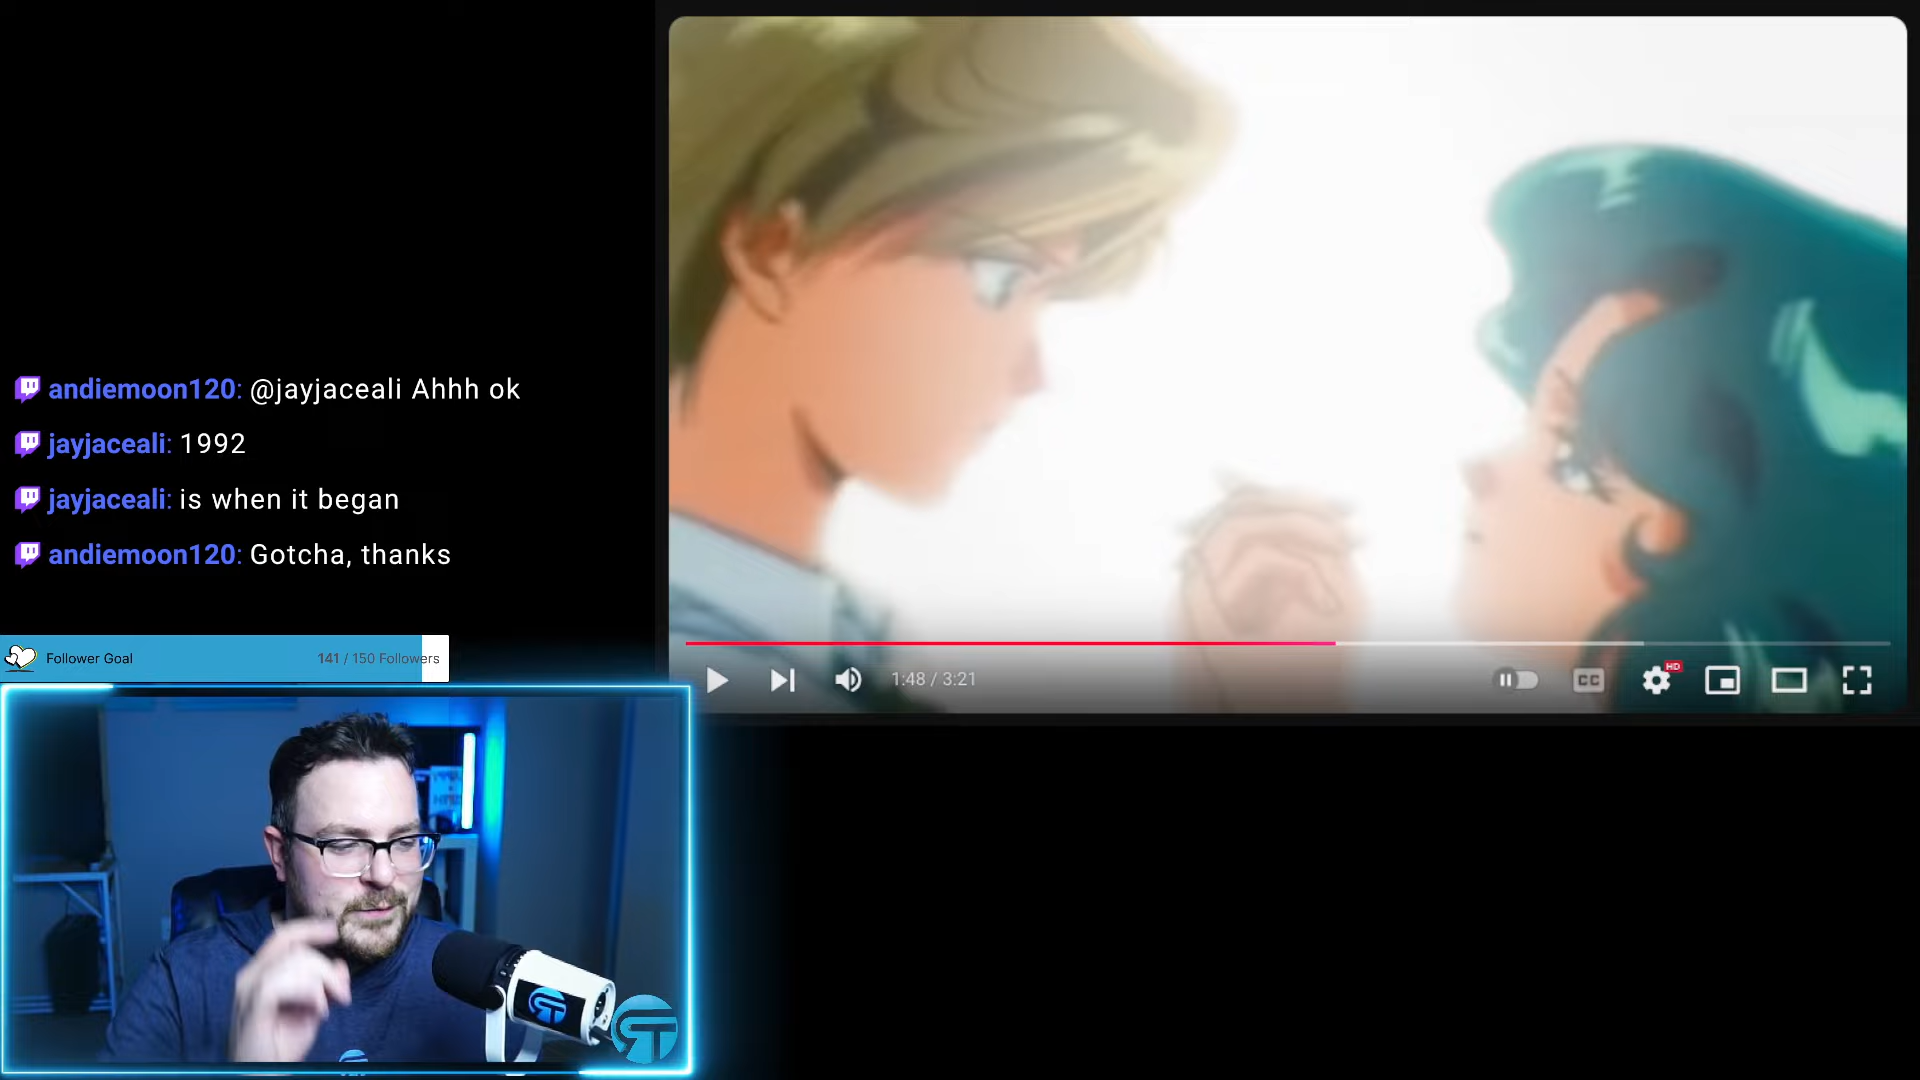 andiemoon120: @jayjaceali Ahhh ok
jayjaceali: 1992
jayjaceali: is when it began
andiemoon120: Gotcha, thanks
Follower Goal 141 / 150 Followers
1:48 / 3:21
CC
HD